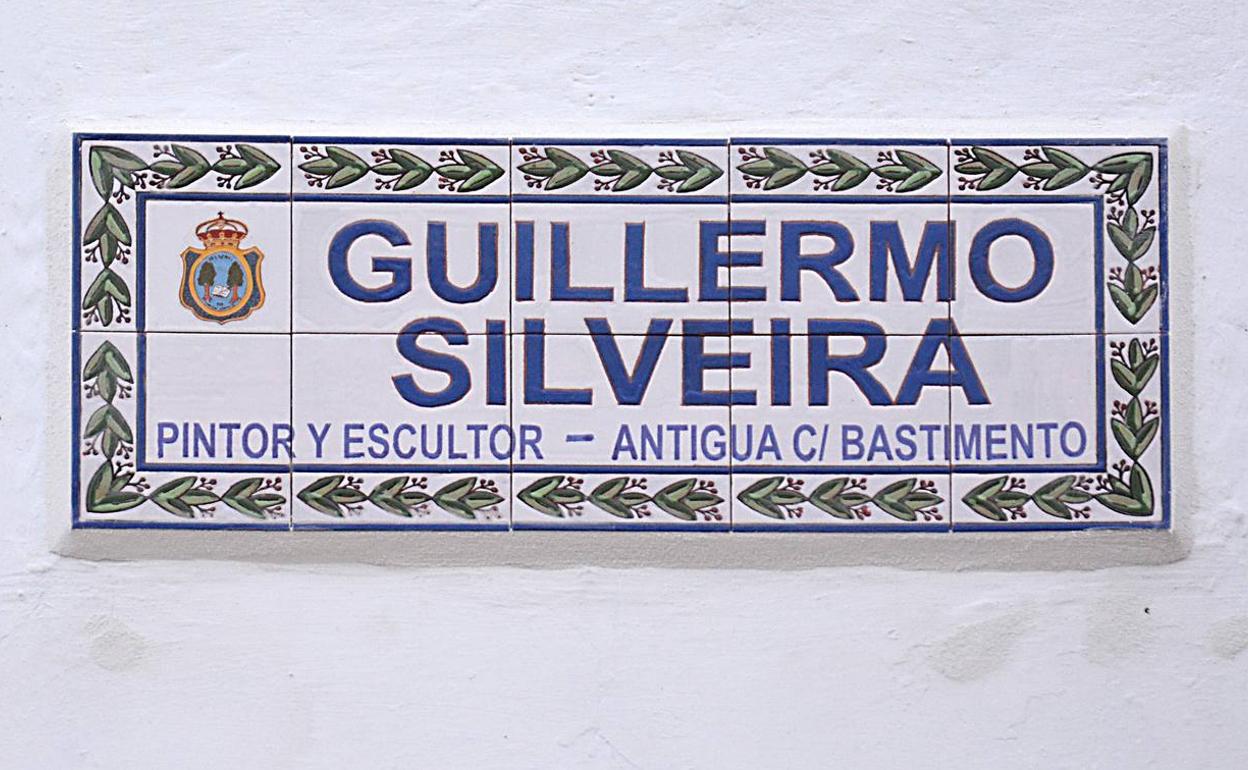 GUILLERMO
SILVEIRA
PINTOR Y ESCULTOR – ANTIGUA C/ BASTIMENTO